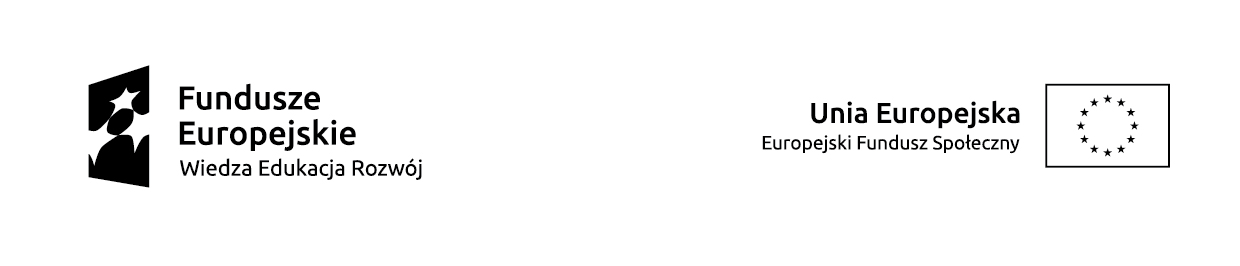 Fundusze
Europejskie
Wiedza Edukacja Rozwój
Unia Europejska
Europejski Fundusz Społeczny